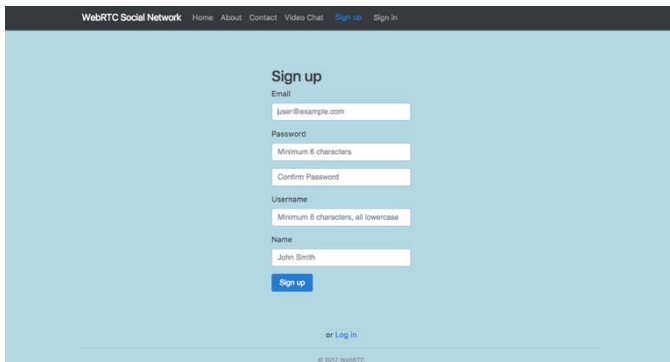 WebRTC Social Network Home About Contact Video Chat Sign up Sign in
Sign up
Email
user@example.com
Password
Minimum 6 characters
Confirm Password
Username
Minimum 6 characters, all lowercase
Name
John Smith
Sign up
or Log in
© 2017 WebRTC